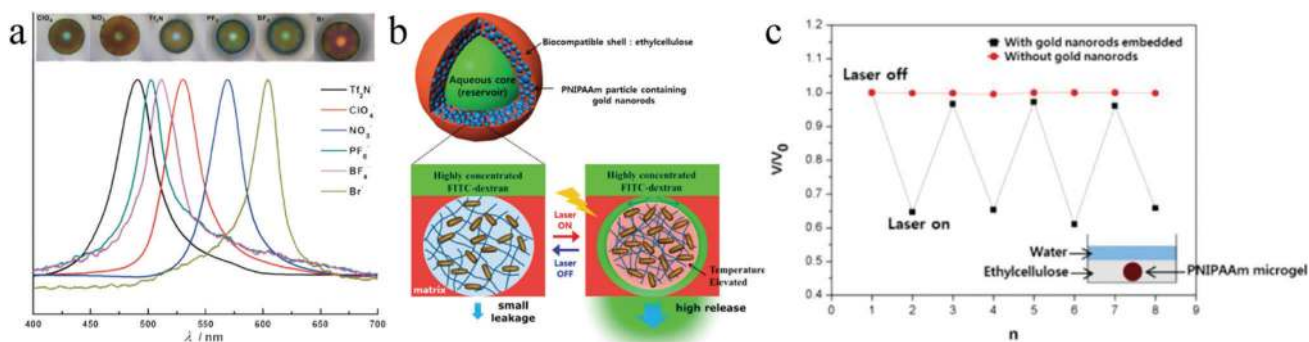 a
ClO₄⁻
NO₃⁻
Tf₂N⁻
PF₆⁻
BF₄⁻
Br⁻
Tf₂N⁻
ClO₄⁻
NO₃⁻
PF₆⁻
BF₄⁻
Br⁻
400 450 500 550 600 650 700
λ / nm
b
Biocompatible shell : ethylcellulose
Aqueous core
(reservoir)
PNIPAAm particle containing
gold nanorods
Highly concentrated
FITC-dextran
Highly concentrated
FITC-dextran
Laser
ON
Laser
OFF
matrix
Temperature
Elevated
small
leakage
high release
c
With gold nanorods embedded
Without gold nanorods
Laser off
Laser on
Water
Ethylcellulose
PNIPAAm microgel
V/V₀
1.2
1.1
1.0
0.9
0.8
0.7
0.6
0.5
0.4
0 1 2 3 4 5 6 7 8 9
n